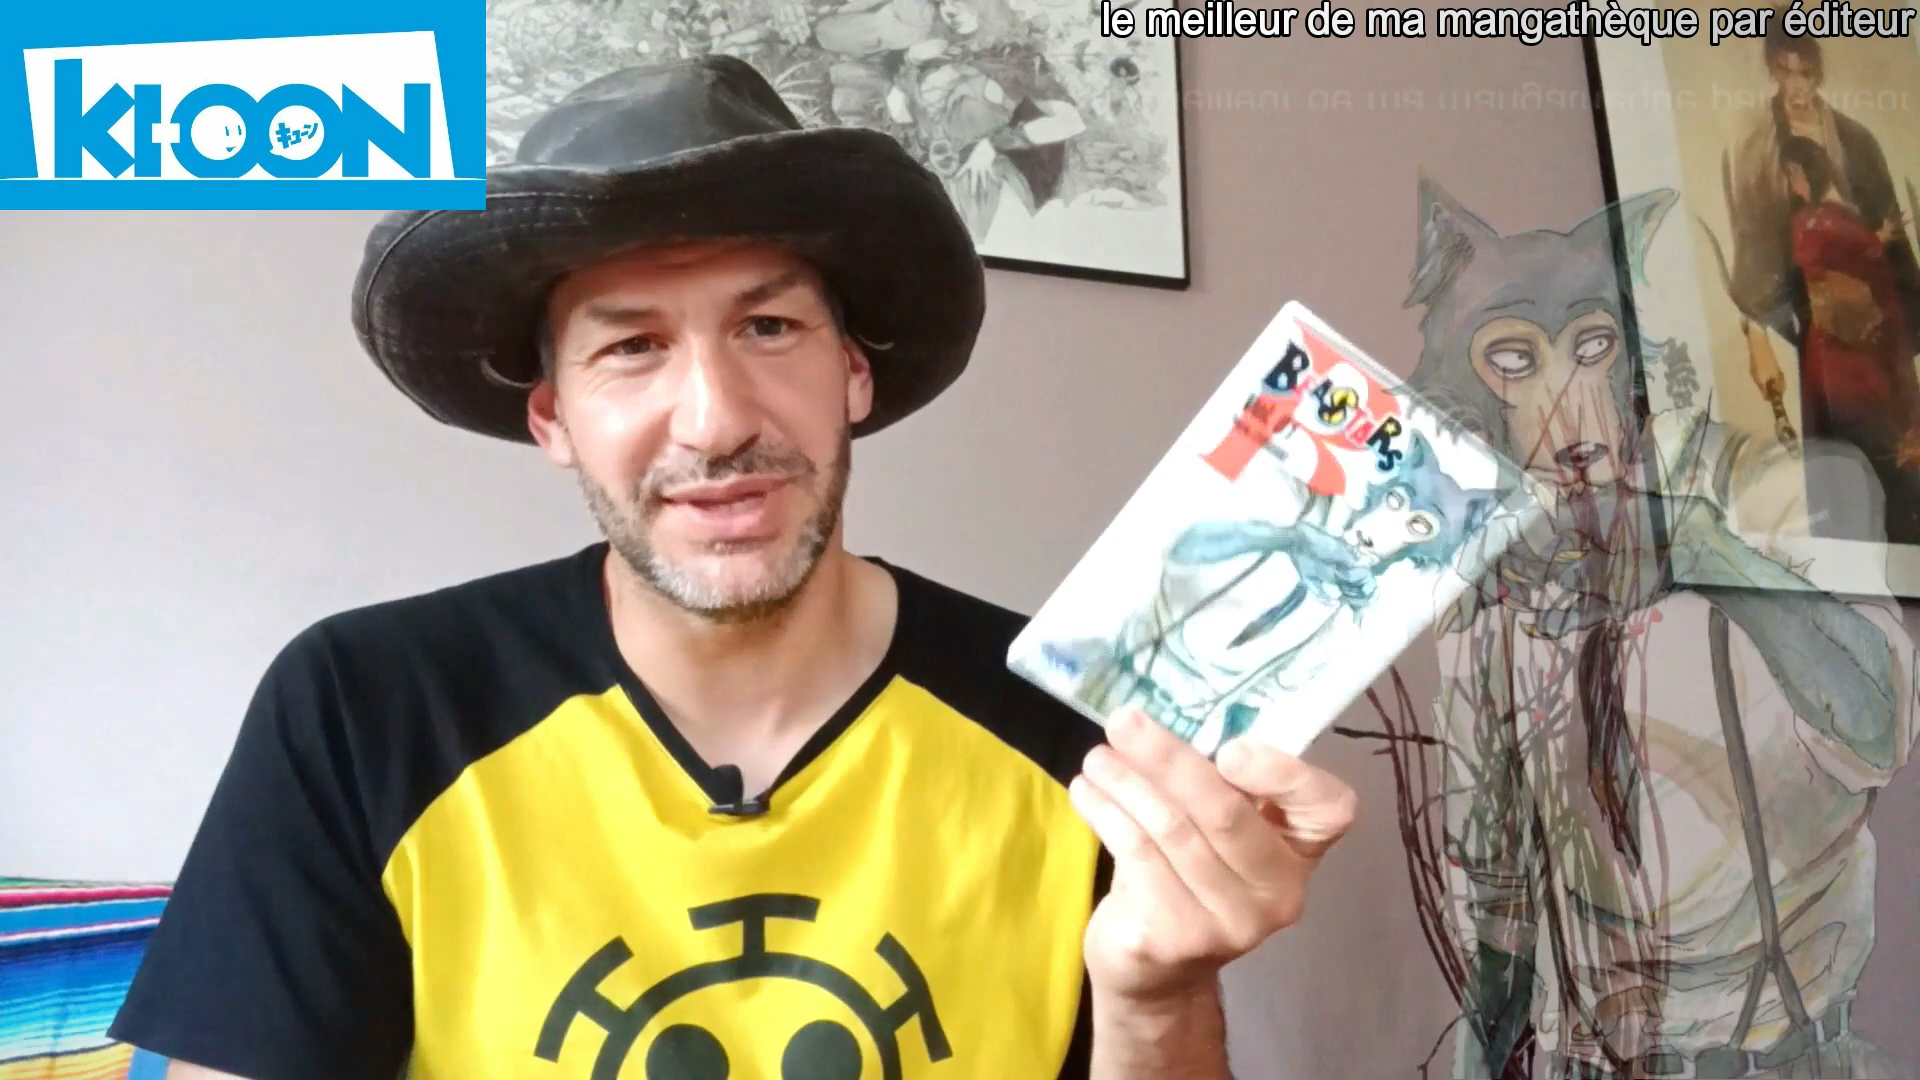 le meilleur de ma mangathèque par éditeur
KI-OON
キューン
BEASTARS